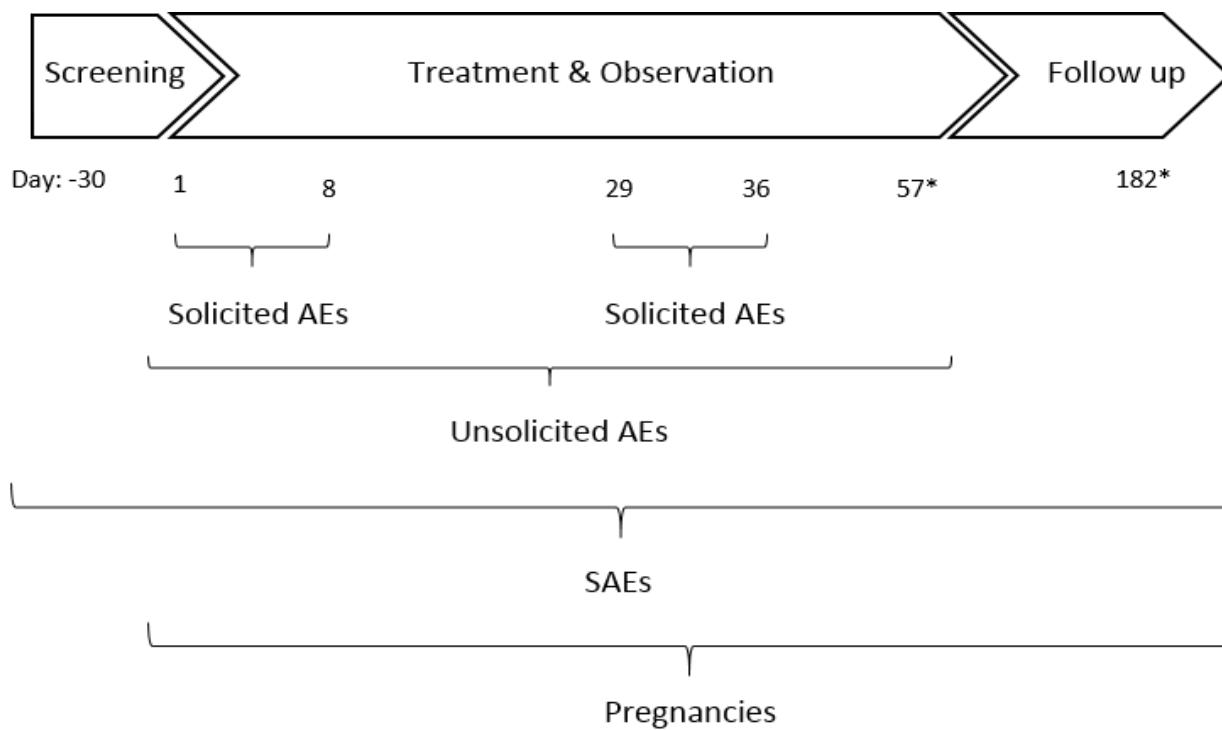 Screening Treatment & Observation Follow up
Day: -30 1 8 29 36 57* 182*
Solicited AEs Solicited AEs
Unsolicited AEs
SAEs
Pregnancies